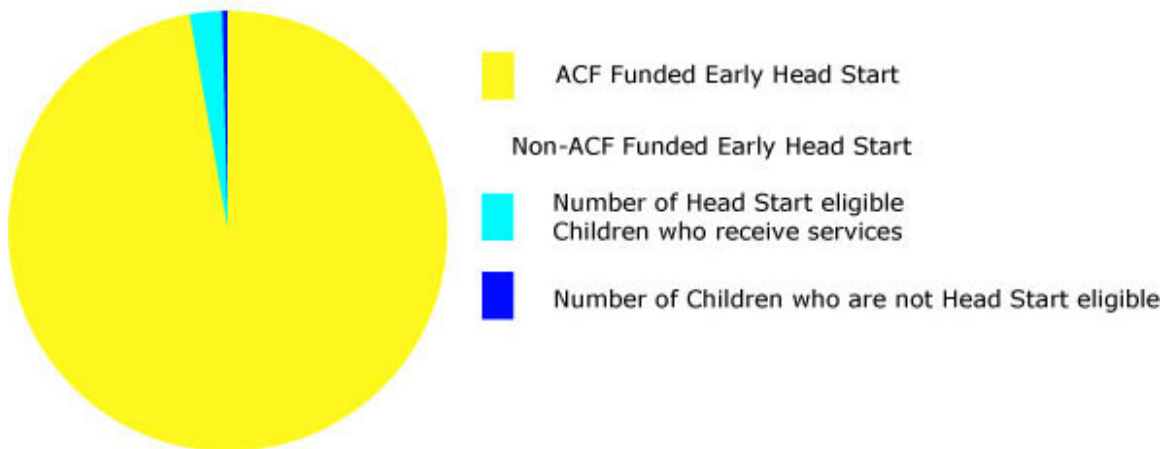 ACF Funded Early Head Start
Non-ACF Funded Early Head Start
Number of Head Start eligible
Children who receive services
Number of Children who are not Head Start eligible